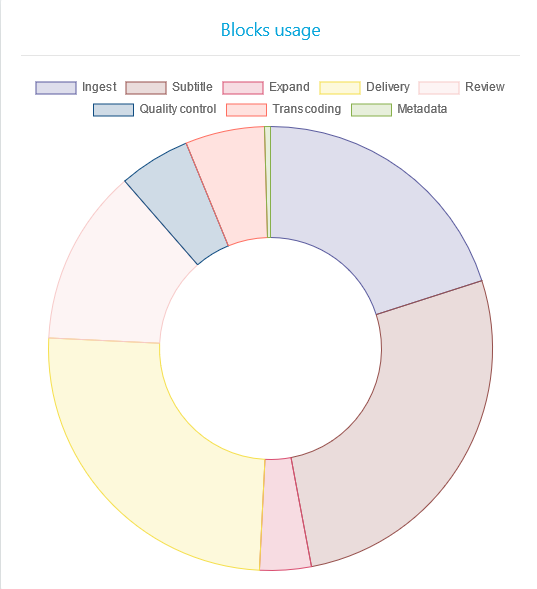 Blocks usage
Ingest Subtitle Expand Delivery Review
Quality control Transcoding Metadata